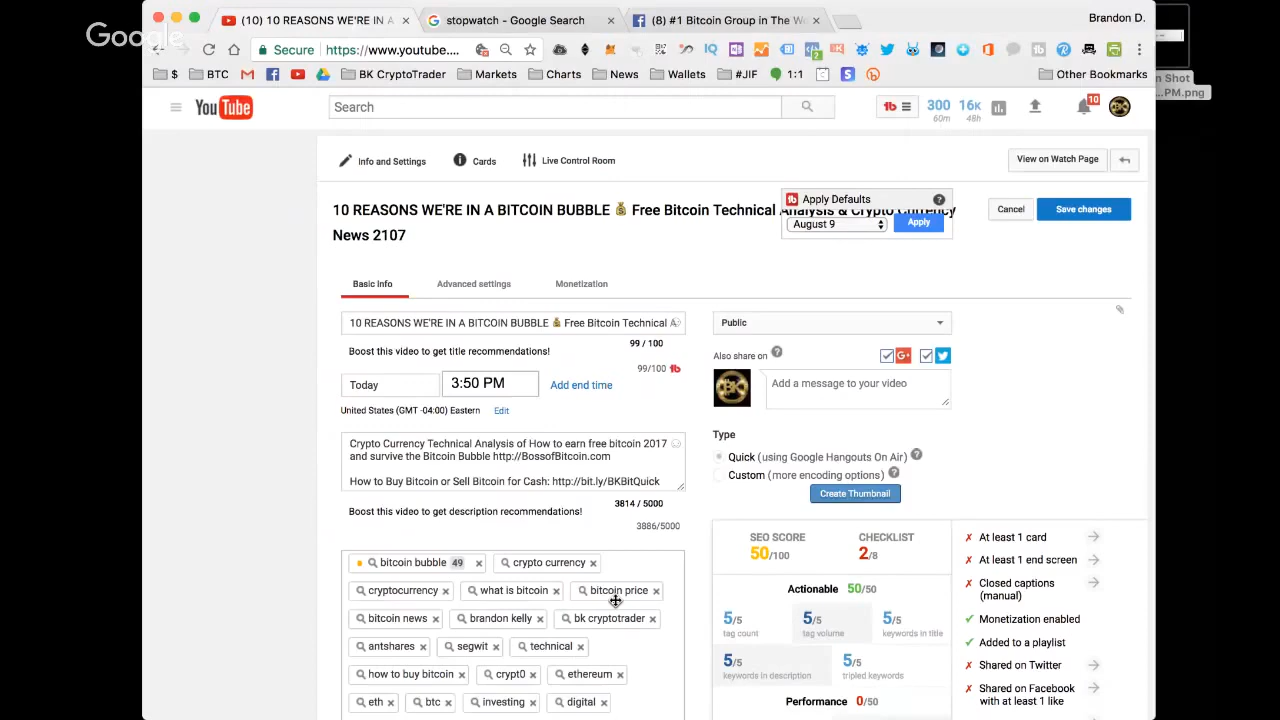 Google
(10) 10 REASONS WE'RE IN A
stopwatch - Google Search
(8) #1 Bitcoin Group in The W
Brandon D.
Secure
https://www.youtube....
$
BTC
BK CryptoTrader
Markets
Charts
News
Wallets
#JIF
1:1
Other Bookmarks
n Shot
...PM.png
YouTube
Search
300
60m
16K
48h
10
Info and Settings
Cards
Live Control Room
View on Watch Page
10 REASONS WE'RE IN A BITCOIN BUBBLE 💰 Free Bitcoin Technical Analysis & Crypto Currency
News 2107
Apply Defaults
August 9
Apply
Cancel
Save changes
Basic Info
Advanced settings
Monetization
10 REASONS WE'RE IN A BITCOIN BUBBLE 💰 Free Bitcoin Technical A
99 / 100
Boost this video to get title recommendations!
99/100
Today
3:50 PM
Add end time
United States (GMT -04:00) Eastern
Edit
Crypto Currency Technical Analysis of How to earn free bitcoin 2017
and survive the Bitcoin Bubble http://BossofBitcoin.com
How to Buy Bitcoin or Sell Bitcoin for Cash: http://bit.ly/BKBitQuick
3814 / 5000
Boost this video to get description recommendations!
3886/5000
bitcoin bubble 49
crypto currency
cryptocurrency
what is bitcoin
bitcoin price
bitcoin news
brandon kelly
bk cryptotrader
antshares
segwit
technical
how to buy bitcoin
crypt0
ethereum
eth
btc
investing
digital
Public
Also share on
Add a message to your video
Type
Quick (using Google Hangouts On Air)
Custom (more encoding options)
Create Thumbnail
SEO SCORE
50/100
CHECKLIST
2/8
Actionable 50/50
5/5
tag count
5/5
tag volume
5/5
keywords in title
5/5
keywords in description
5/5
tripled keywords
Performance 0/50
At least 1 card
At least 1 end screen
Closed captions
(manual)
Monetization enabled
Added to a playlist
Shared on Twitter
Shared on Facebook
with at least 1 like